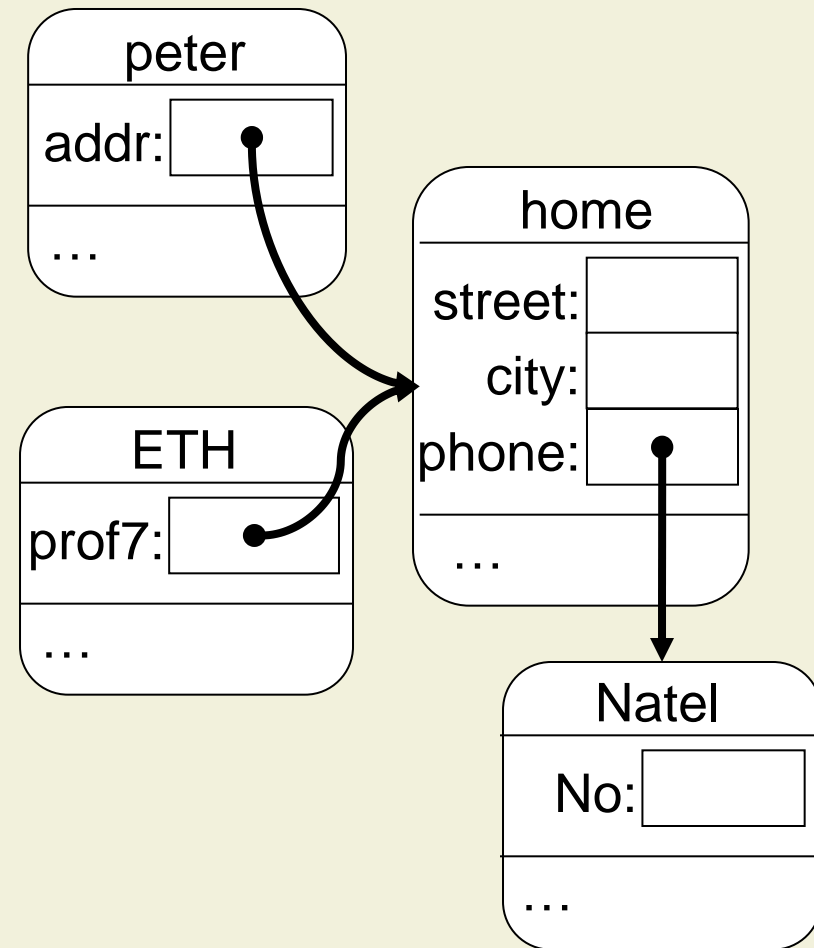 peter
addr:
…
home
street:
city:
phone:
…
ETH
prof7:
…
Natel
No:
…